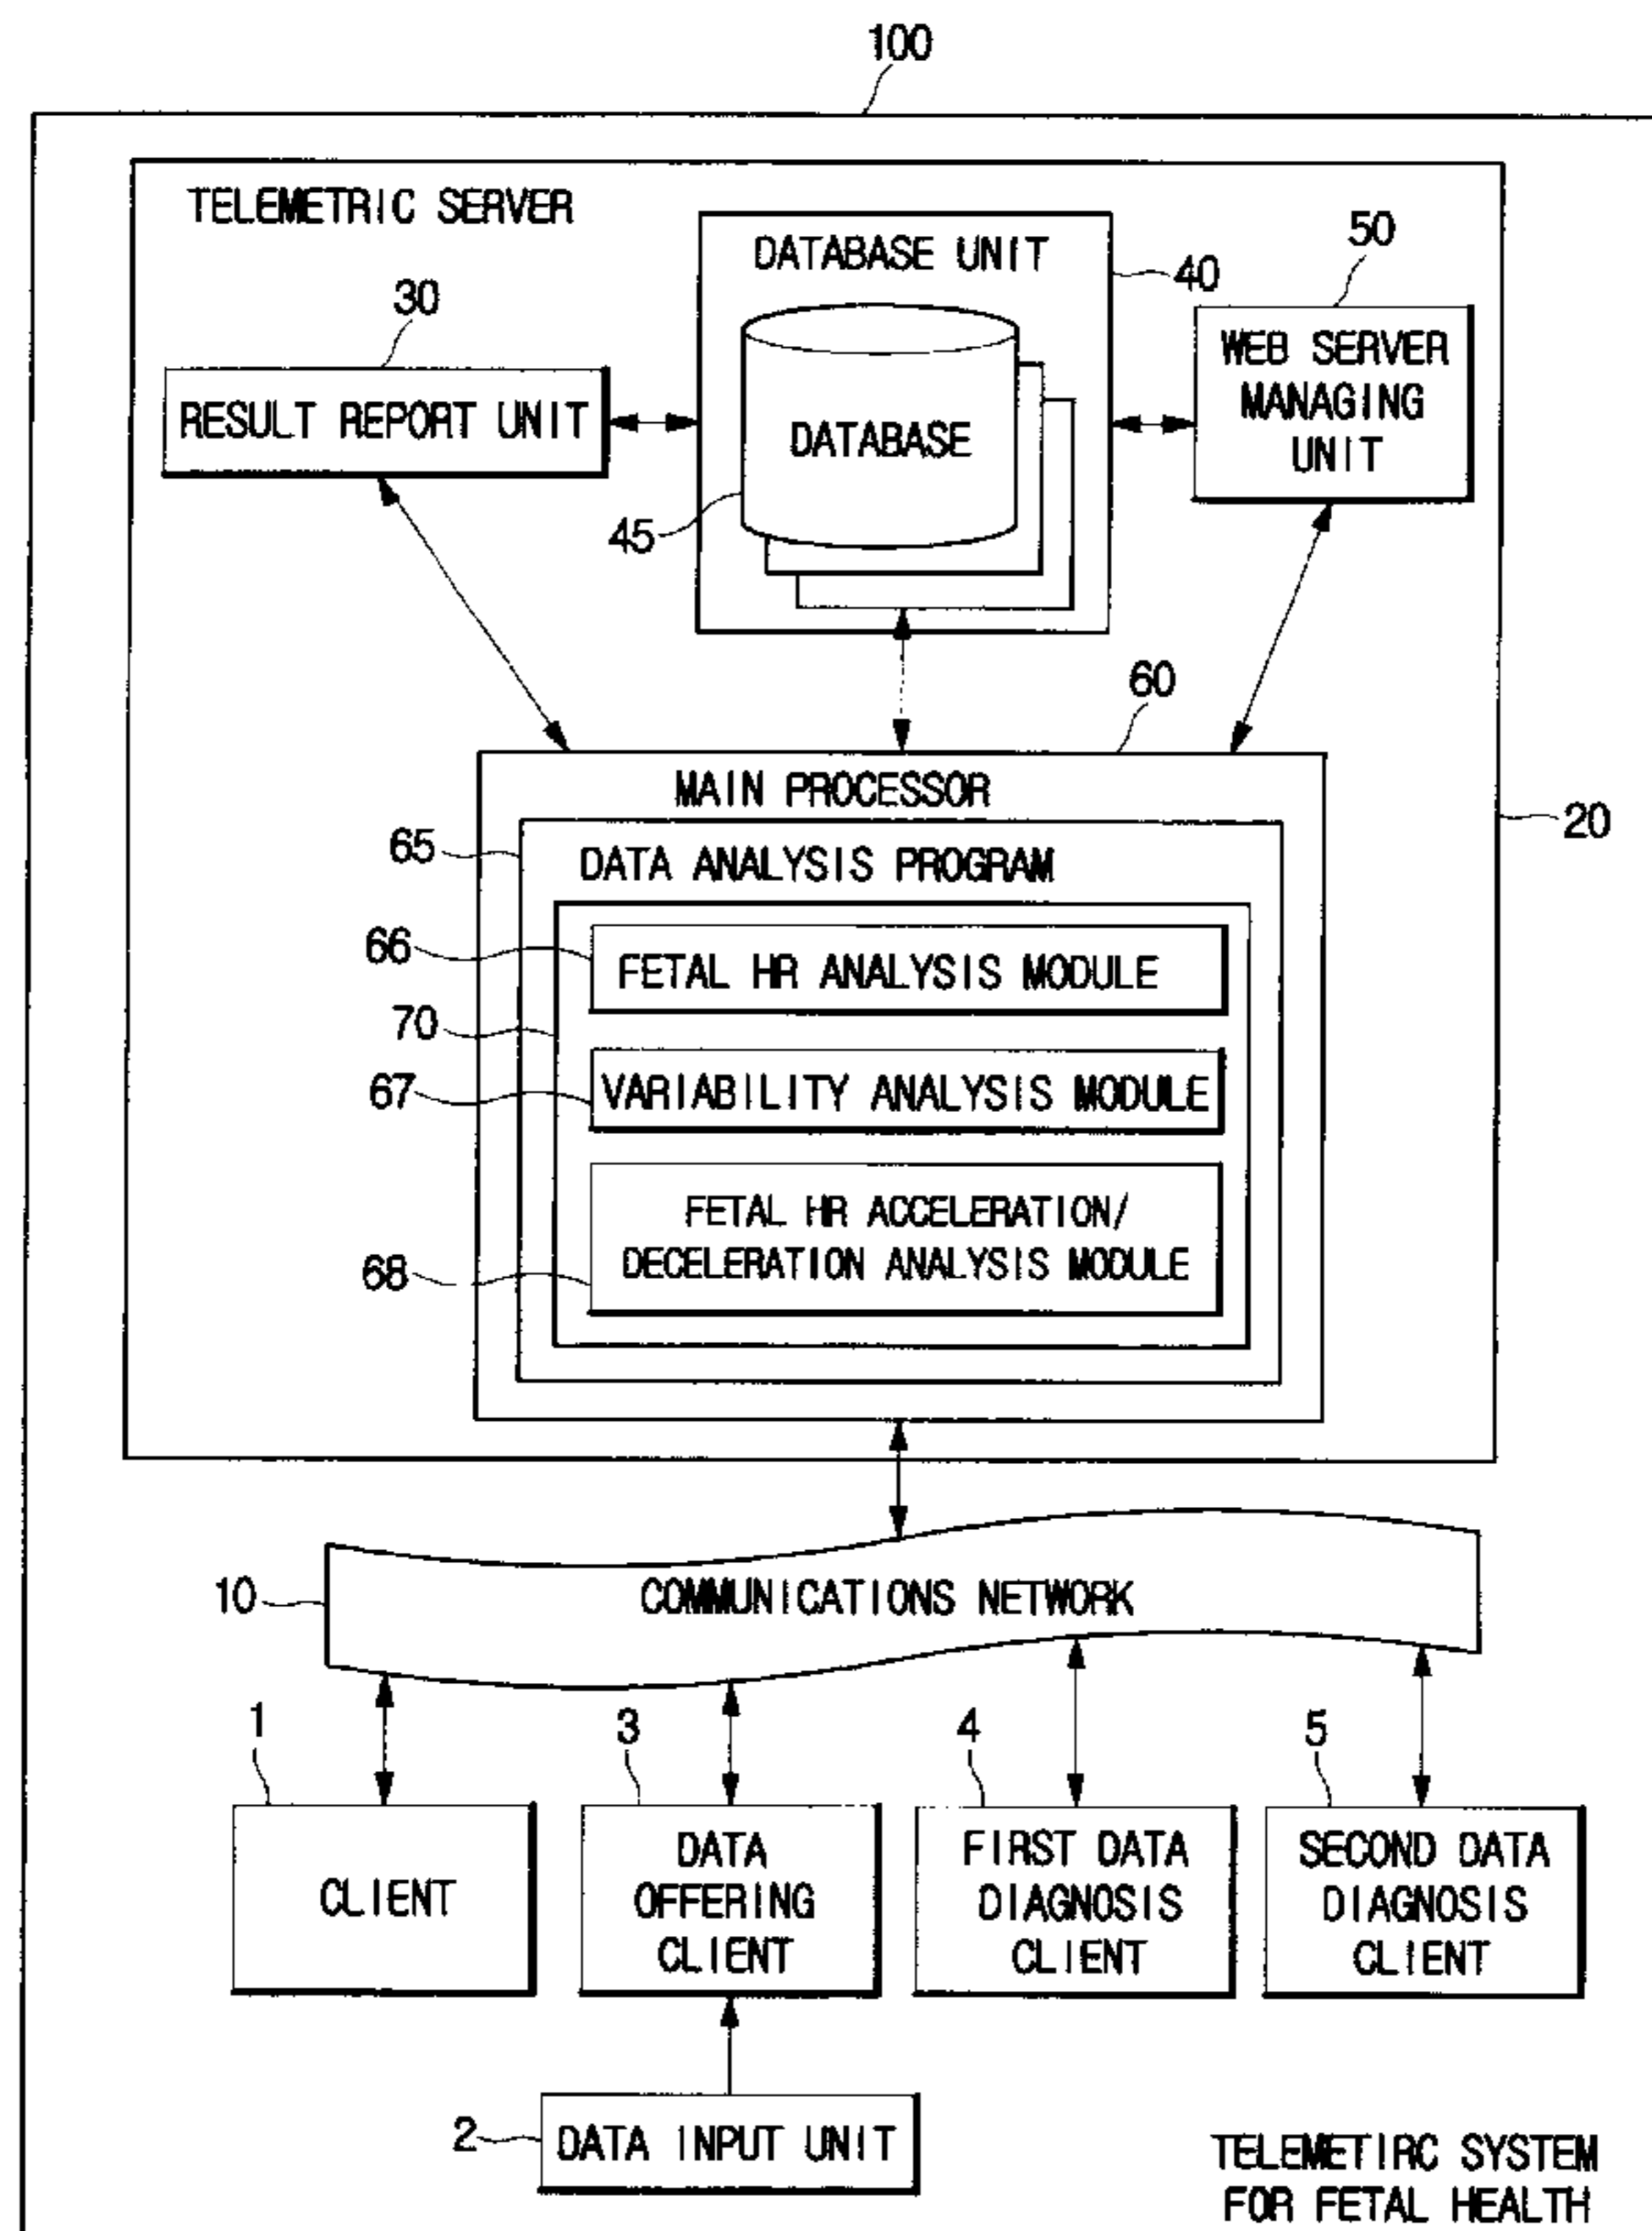 100
TELEMETRIC SERVER
DATABASE UNIT
40
50
30
WEB SERVER
MANAGING
UNIT
RESULT REPORT UNIT
DATABASE
45
60
MAIN PROCESSOR
20
65
DATA ANALYSIS PROGRAM
66
FETAL HR ANALYSIS MODULE
70
67
VARIABILITY ANALYSIS MODULE
FETAL HR ACCELERATION/
DECELERATION ANALYSIS MODULE
68
10
COMMUNICATIONS NETWORK
1
3
4
5
CLIENT
DATA
OFFERING
CLIENT
FIRST DATA
DIAGNOSIS
CLIENT
SECOND DATA
DIAGNOSIS
CLIENT
2
DATA INPUT UNIT
TELEMETIRC SYSTEM
FOR FETAL HEALTH